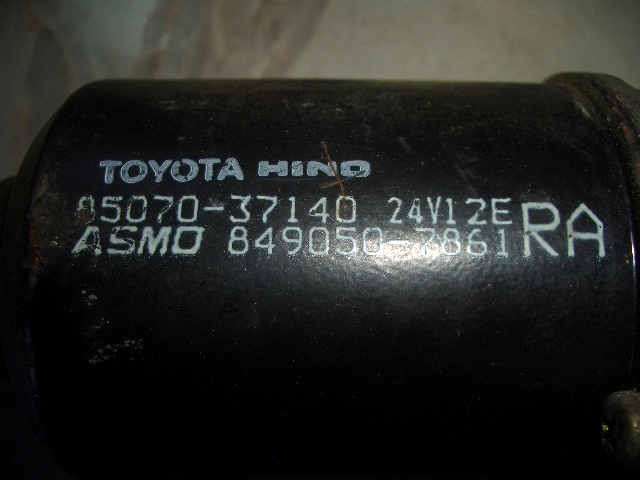 TOYOTA HINO
85070-37140 24V12E
ASMO 849050-7861 RA